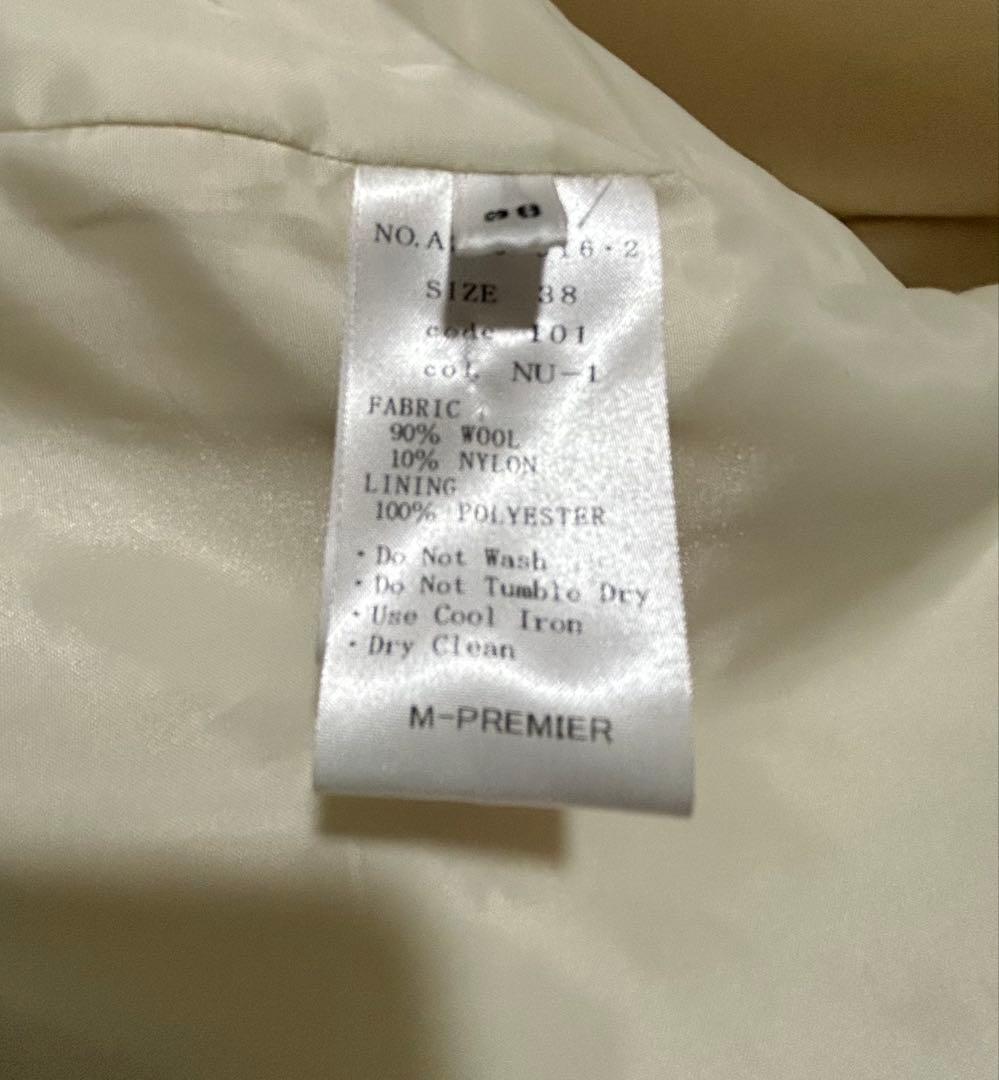 38
NO. A 16-2
SIZE 38
code 101
col. NU-1
FABRIC
90% WOOL
10% NYLON
LINING
100% POLYESTER
・Do Not Wash
・Do Not Tumble Dry
・Use Cool Iron
・Dry Clean
M-PREMIER